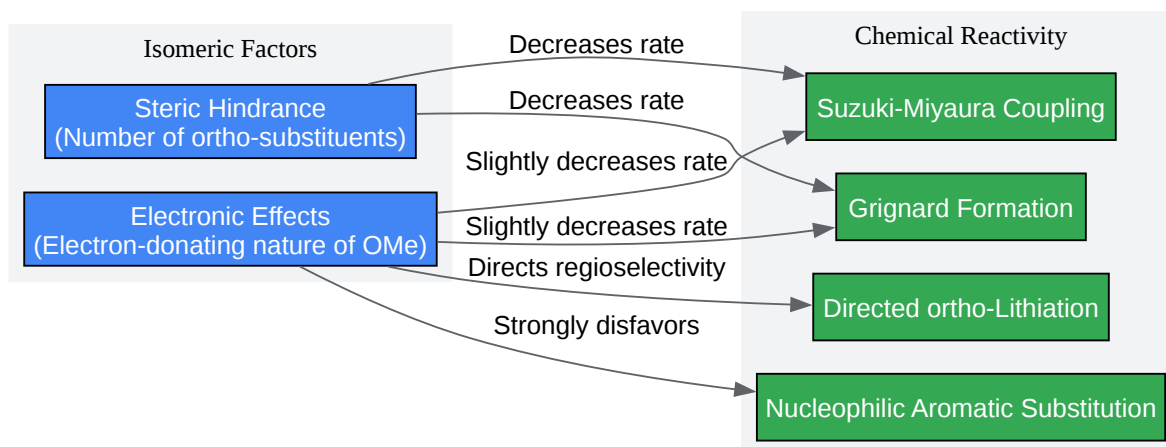 Isomeric Factors
Steric Hindrance
(Number of ortho-substituents)
Electronic Effects
(Electron-donating nature of OMe)
Decreases rate
Decreases rate
Slightly decreases rate
Slightly decreases rate
Directs regioselectivity
Strongly disfavors
Chemical Reactivity
Suzuki-Miyaura Coupling
Grignard Formation
Directed ortho-Lithiation
Nucleophilic Aromatic Substitution